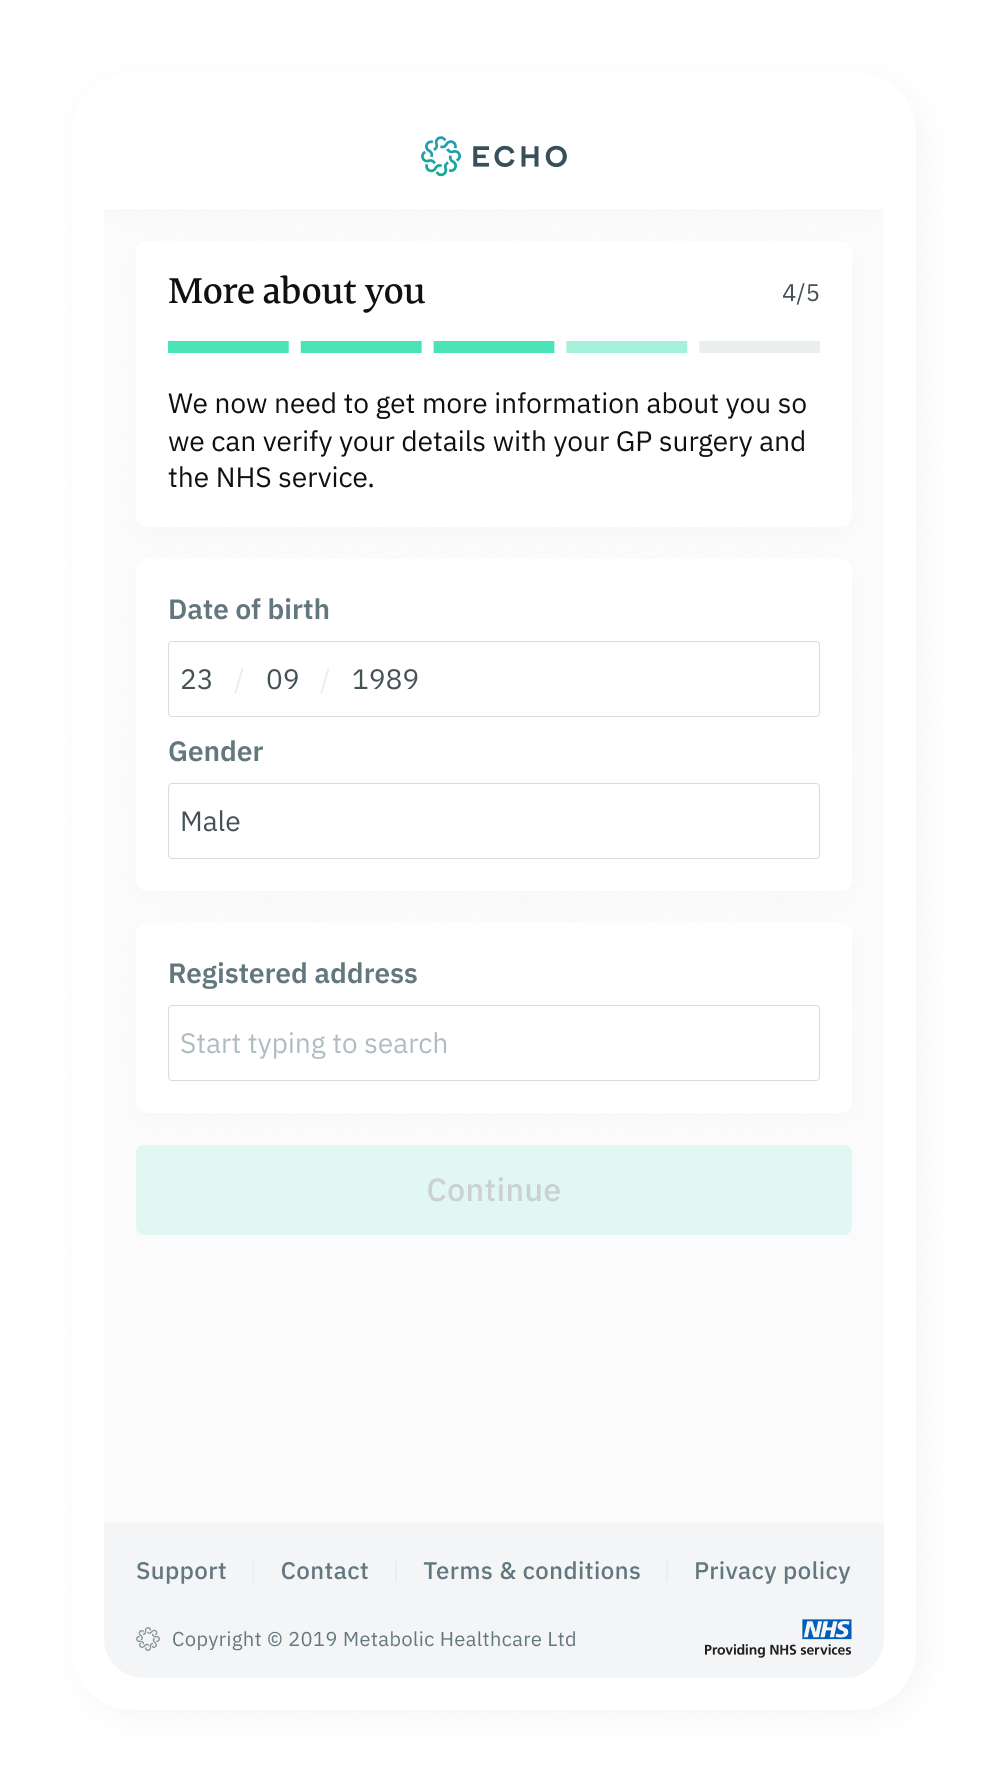 ECHO
More about you
4/5
We now need to get more information about you so
we can verify your details with your GP surgery and
the NHS service.
Date of birth
23 / 09 / 1989
Gender
Male
Registered address
Start typing to search
Continue
Support
Contact
Terms & conditions
Privacy policy
Copyright © 2019 Metabolic Healthcare Ltd
NHS
Providing NHS services